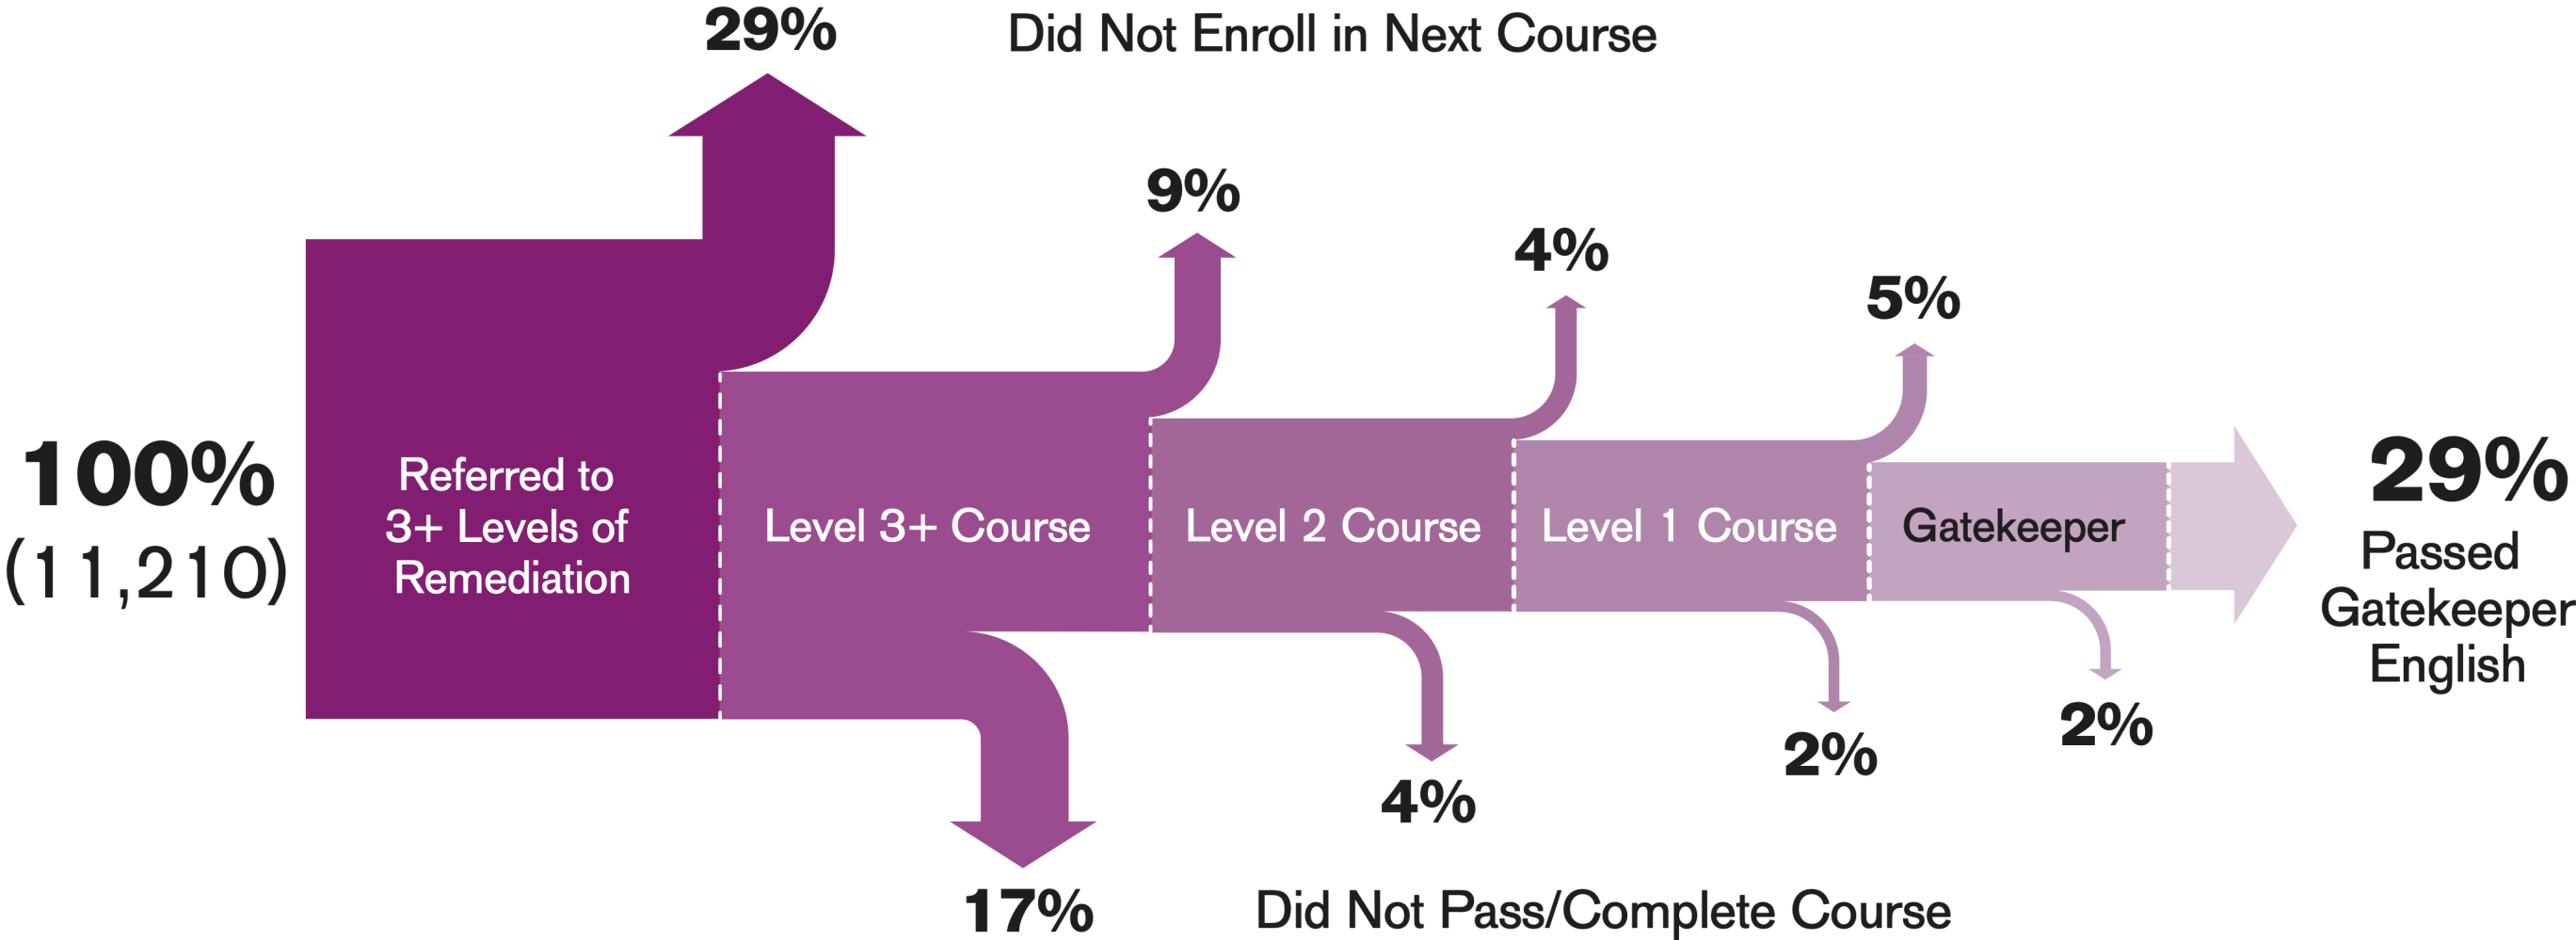 29%
Did Not Enroll in Next Course
9%
4%
5%
100%
(11,210)
Referred to
3+ Levels of
Remediation
Level 3+ Course
Level 2 Course
Level 1 Course
Gatekeeper
29%
Passed
Gatekeeper
English
2%
2%
4%
17%
Did Not Pass/Complete Course